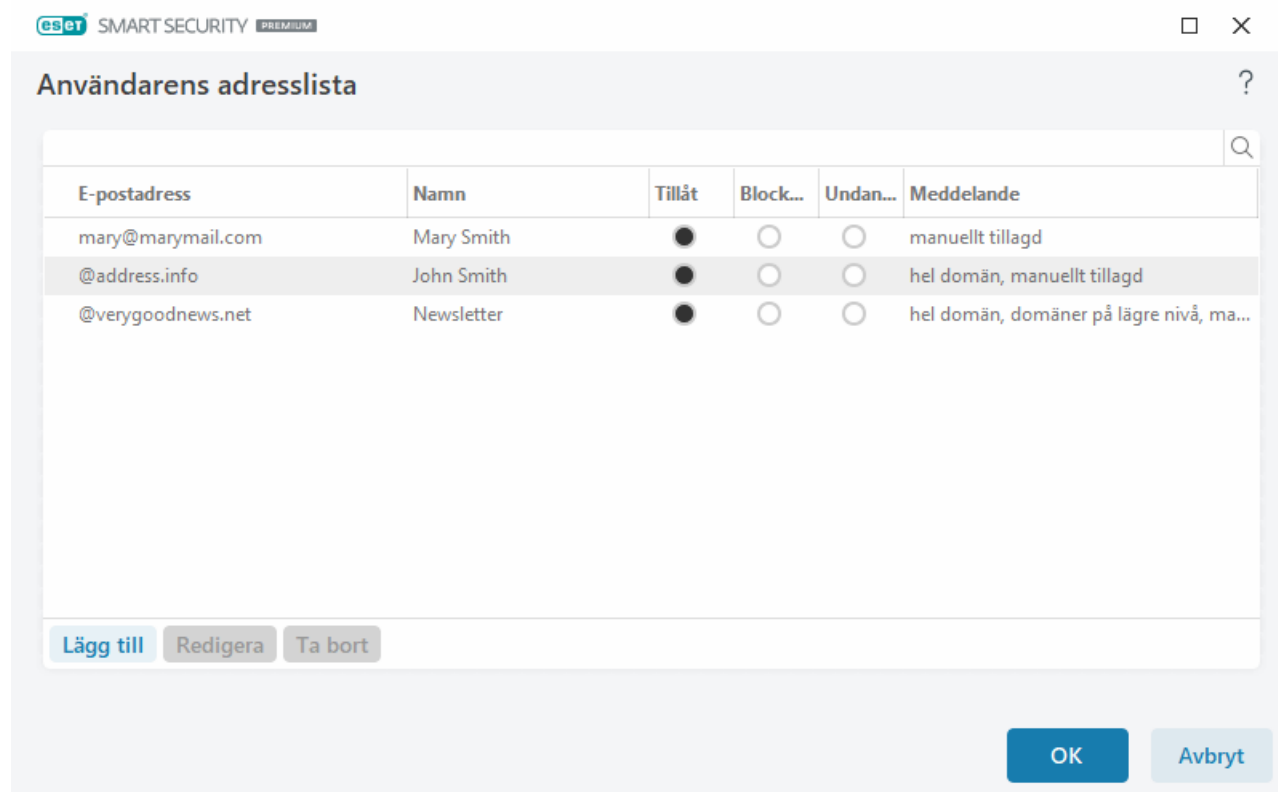 eset SMART SECURITY PREMIUM
Användarens adresslista ?
E-postadress Namn Tillåt Block... Undan... Meddelande
mary@marymail.com Mary Smith manuellt tillagd
@address.info John Smith hel domän, manuellt tillagd
@verygoodnews.net Newsletter hel domän, domäner på lägre nivå, ma...
Lägg till Redigera Ta bort
OK Avbryt